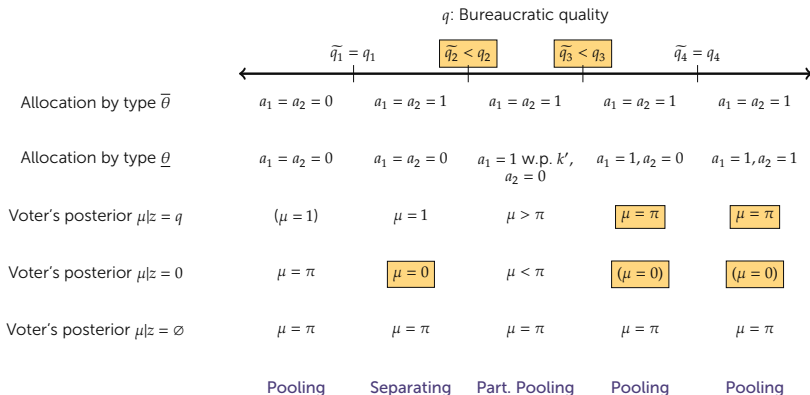 q: Bureaucratic quality
q̃₁ = q₁ q̃₂ < q₂ q̃₃ < q₃ q̃₄ = q₄
Allocation by type θ̅ a₁ = a₂ = 0 a₁ = a₂ = 1 a₁ = a₂ = 1 a₁ = a₂ = 1 a₁ = a₂ = 1
Allocation by type θ̲ a₁ = a₂ = 0 a₁ = a₂ = 0 a₁ = 1 w.p. k′, a₁ = 1, a₂ = 0 a₁ = 1, a₂ = 1
a₂ = 0
Voter's posterior μ|z = q (μ = 1) μ = 1 μ > π μ = π μ = π
Voter's posterior μ|z = 0 μ = π μ = 0 μ < π (μ = 0) (μ = 0)
Voter's posterior μ|z = ∅ μ = π μ = π μ = π μ = π μ = π
Pooling Separating Part. Pooling Pooling Pooling